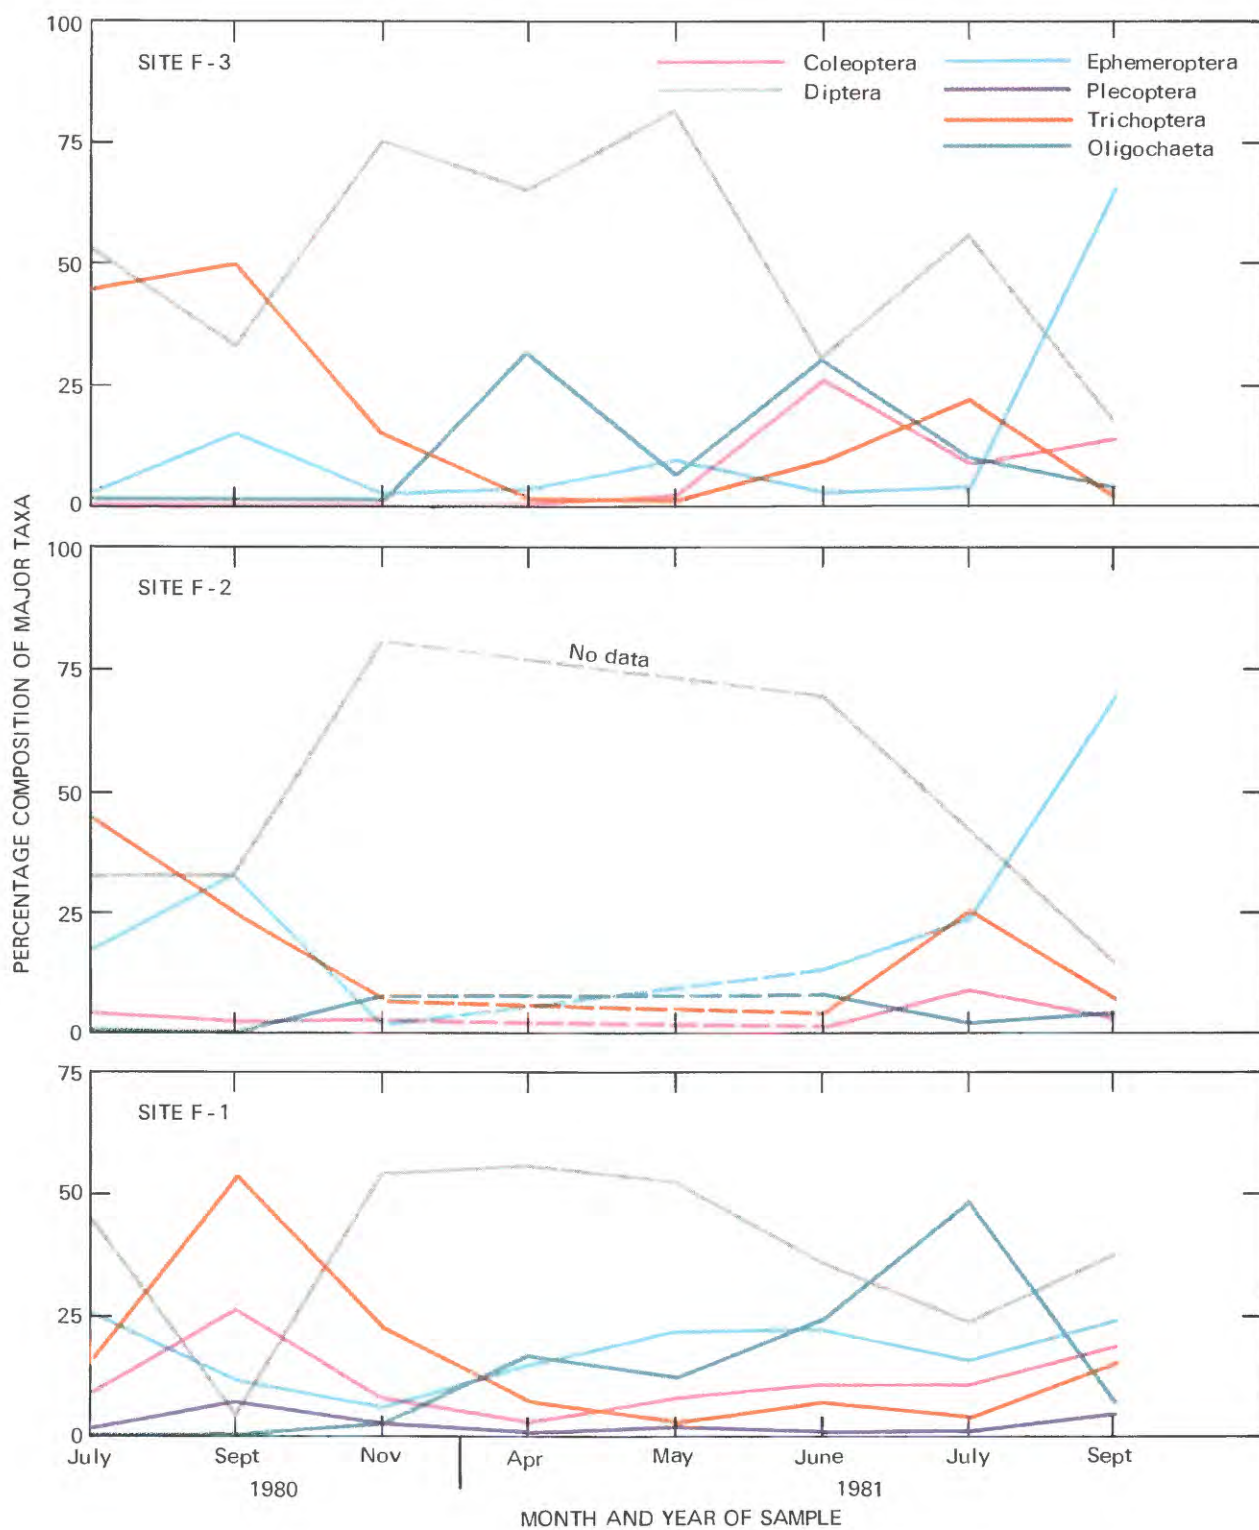 100
SITE F-3
Coleoptera
Ephemeroptera
Diptera
Plecoptera
Trichoptera
Oligochaeta
75
50
25
0
100
SITE F-2
No data
75
50
25
0
75
SITE F-1
50
25
0
PERCENTAGE COMPOSITION OF MAJOR TAXA
July Sept Nov Apr May June July Sept
1980 1981
MONTH AND YEAR OF SAMPLE